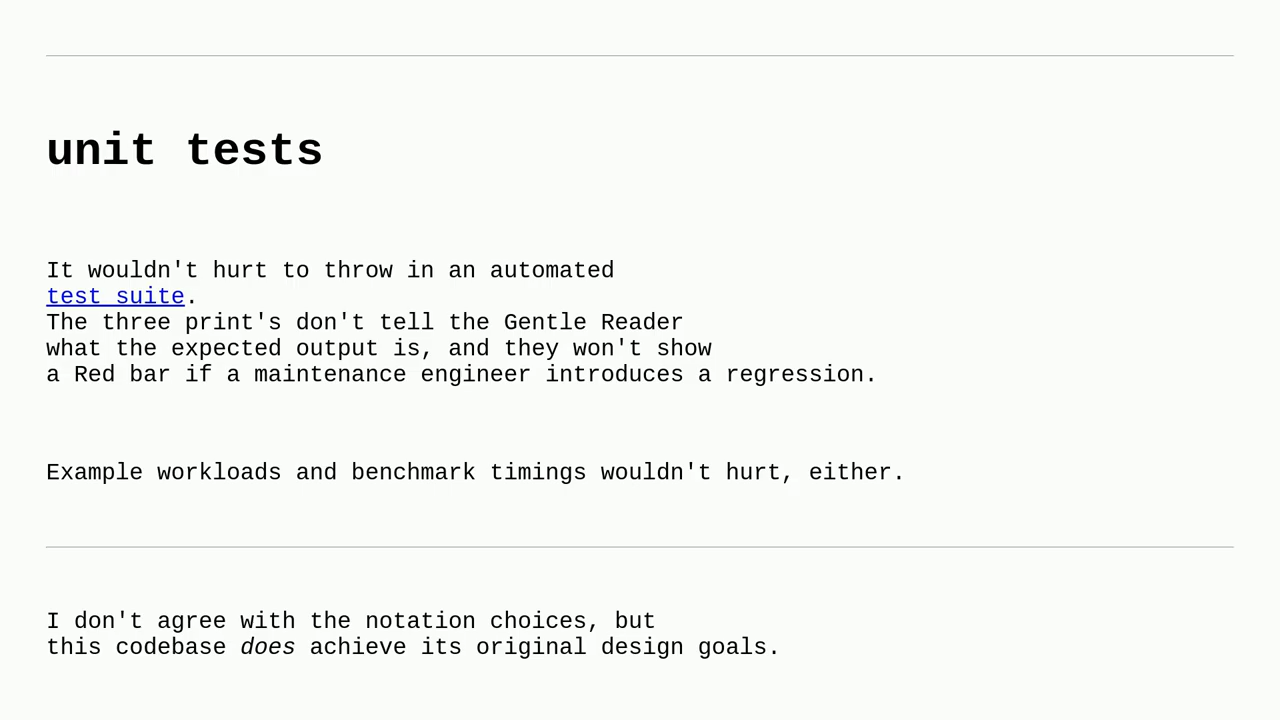 unit tests
It wouldn't hurt to throw in an automated
test suite.
The three print's don't tell the Gentle Reader
what the expected output is, and they won't show
a Red bar if a maintenance engineer introduces a regression.
Example workloads and benchmark timings wouldn't hurt, either.
I don't agree with the notation choices, but
this codebase does achieve its original design goals.